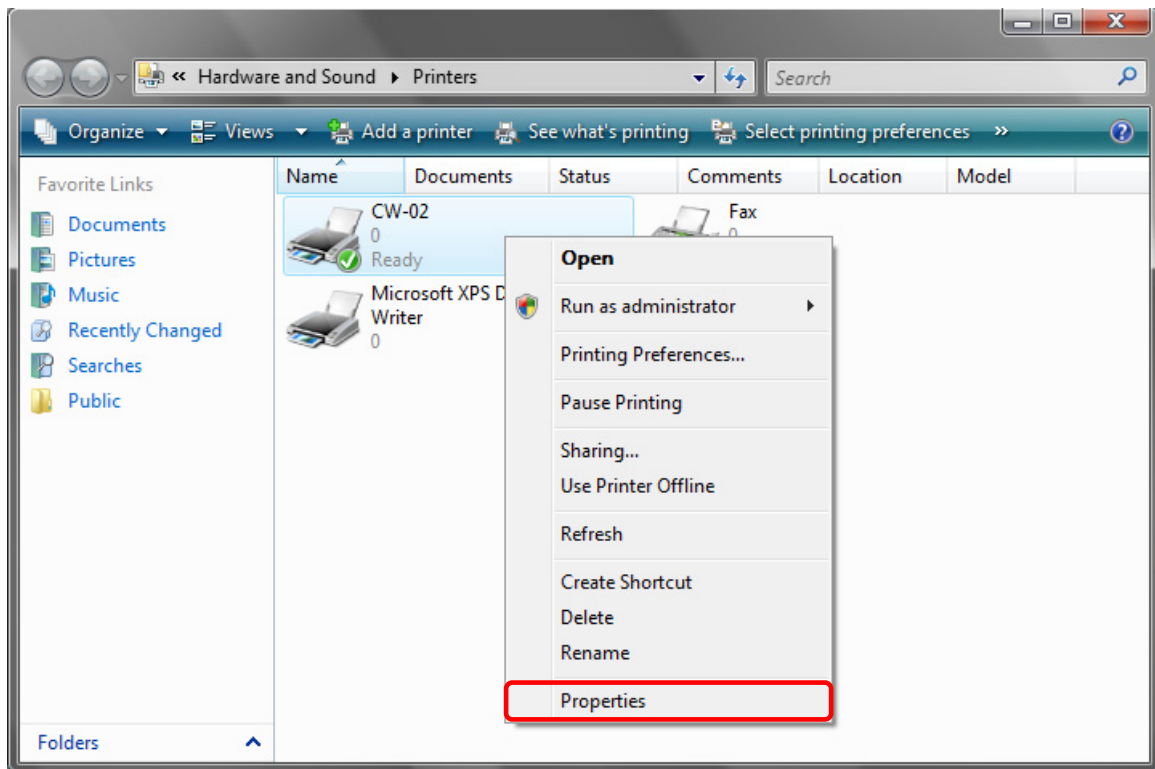 « Hardware and Sound ▸ Printers
Search
Organize Views Add a printer See what's printing Select printing preferences »
Favorite Links
Documents
Pictures
Music
Recently Changed
Searches
Public
Folders
Name Documents Status Comments Location Model
CW-02
0
Ready
Fax
0
Microsoft XPS D
Writer
0
Open
Run as administrator
Printing Preferences...
Pause Printing
Sharing...
Use Printer Offline
Refresh
Create Shortcut
Delete
Rename
Properties